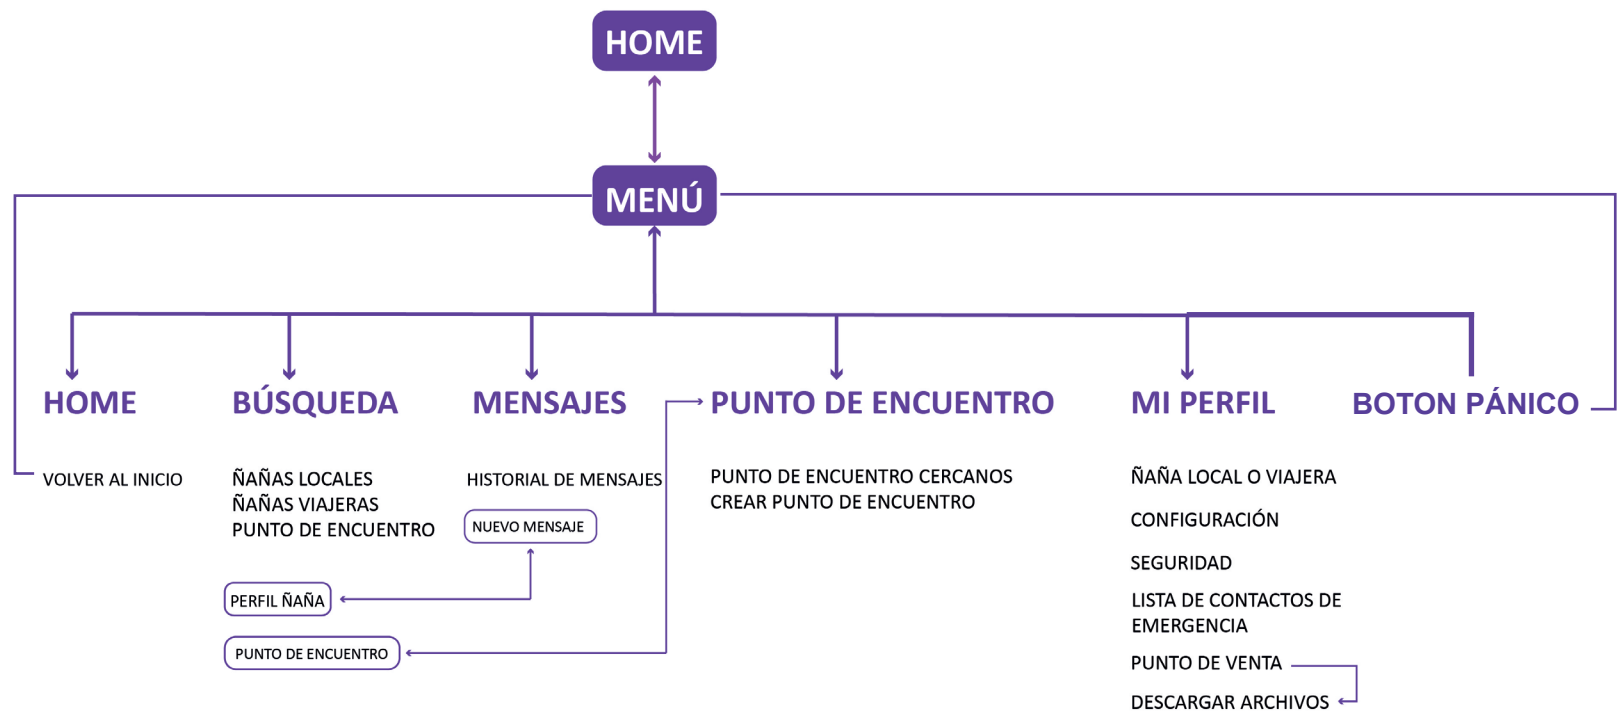 HOME
MENÚ
HOME
VOLVER AL INICIO
BÚSQUEDA
ÑAÑAS LOCALES
ÑAÑAS VIAJERAS
PUNTO DE ENCUENTRO
PERFIL ÑAÑA
PUNTO DE ENCUENTRO
MENSAJES
HISTORIAL DE MENSAJES
NUEVO MENSAJE
PUNTO DE ENCUENTRO
PUNTO DE ENCUENTRO CERCANOS
CREAR PUNTO DE ENCUENTRO
MI PERFIL
ÑAÑA LOCAL O VIAJERA
CONFIGURACIÓN
SEGURIDAD
LISTA DE CONTACTOS DE
EMERGENCIA
PUNTO DE VENTA
DESCARGAR ARCHIVOS
BOTON PÁNICO